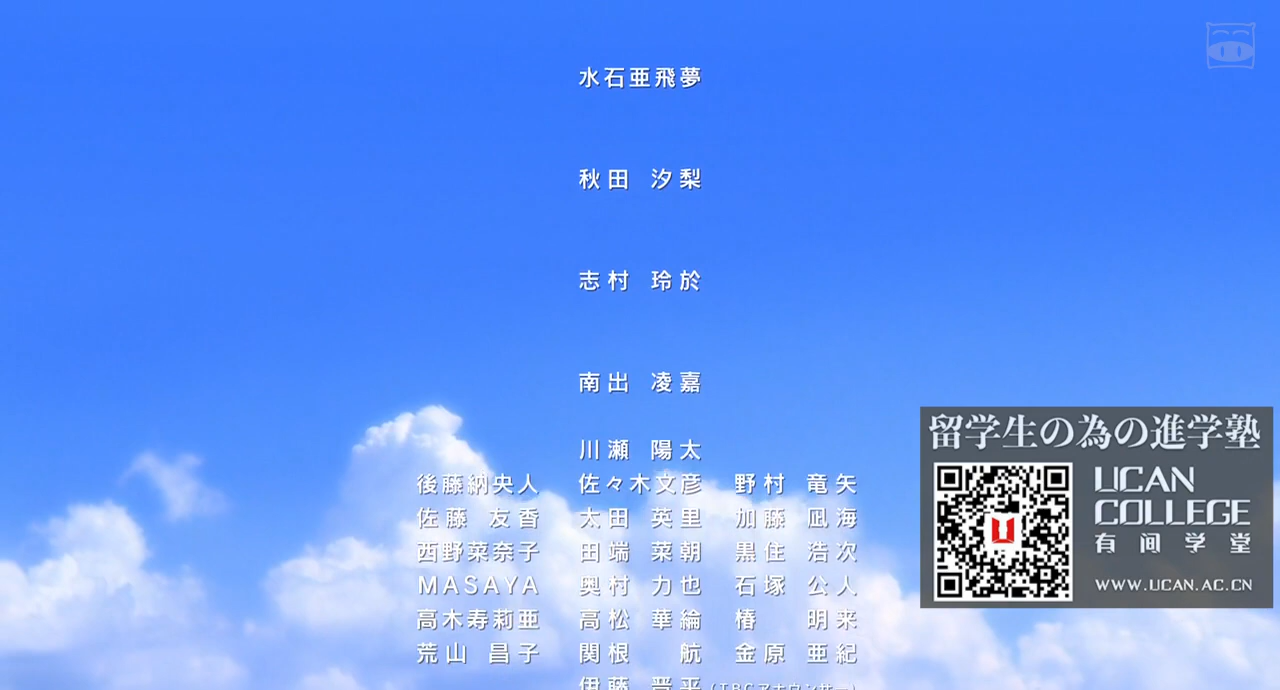 水石亜飛夢
秋田 汐梨
志村 玲於
南出 凌嘉
川瀬 陽太
後藤納央人 佐々木文彦 野村 竜矢
佐藤 友香 太田 英里 加藤 凪海
西野菜奈子 田端 菜朝 黒住 浩次
MASAYA 奥村 力也 石塚 公人
高木寿莉亜 高松 華綸 椿 明来
荒山 昌子 関根 航 金原 亜紀
伊藤 晋平
留学生の為の進学塾
UCAN
COLLEGE
有间学堂
WWW.UCAN.AC.CN